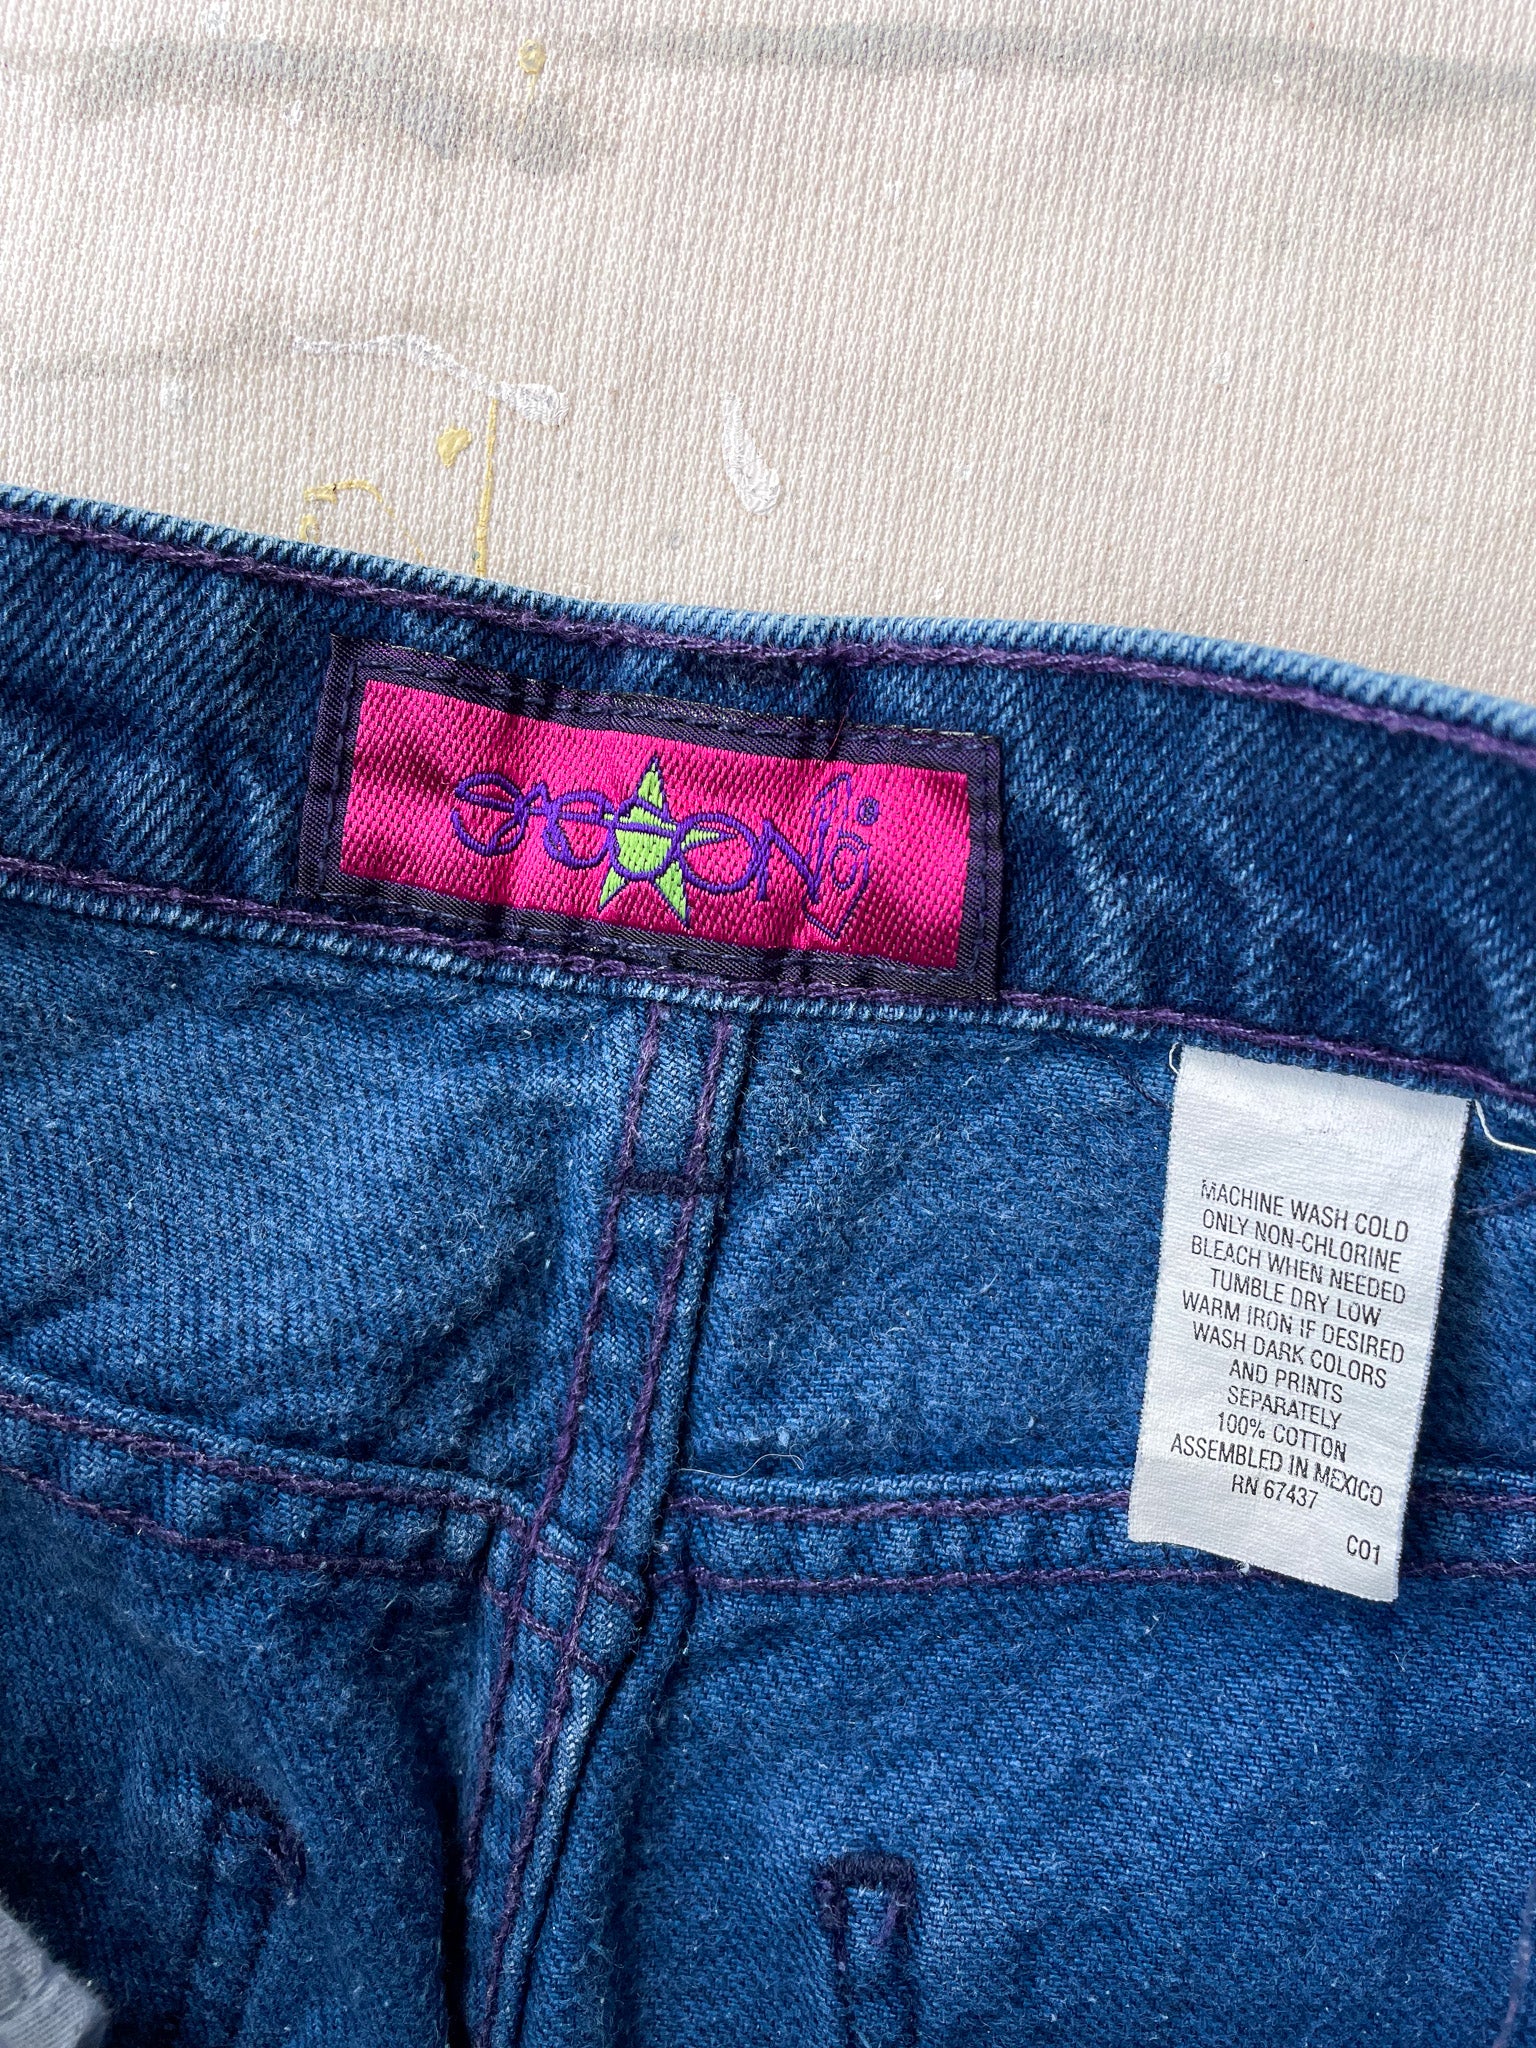 ®
MACHINE WASH COLD
ONLY NON-CHLORINE
BLEACH WHEN NEEDED
TUMBLE DRY LOW
WARM IRON IF DESIRED
WASH DARK COLORS
AND PRINTS
SEPARATELY
100% COTTON
ASSEMBLED IN MEXICO
RN 67437
C01